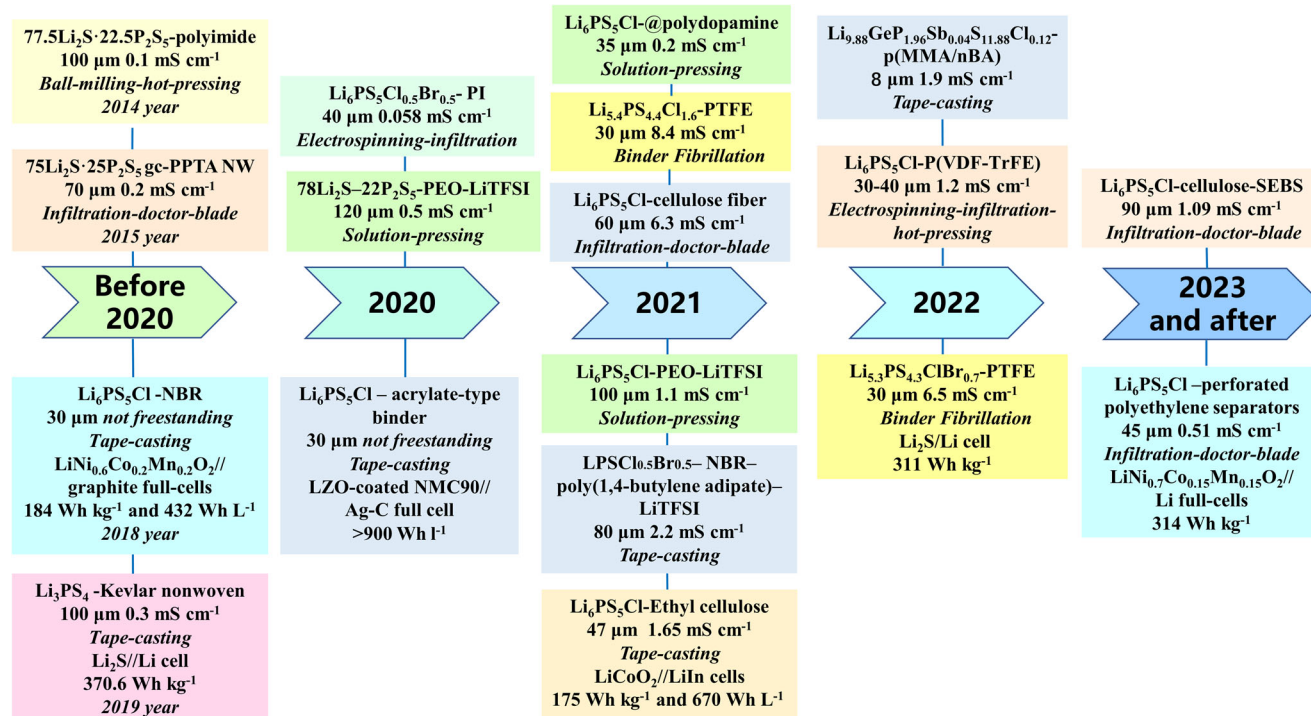 77.5Li₂S·22.5P₂S₅-polyimide
100 µm 0.1 mS cm⁻¹
Ball-milling-hot-pressing
2014 year
75Li₂S·25P₂S₅ gc-PPTA NW
70 µm 0.2 mS cm⁻¹
Infiltration-doctor-blade
2015 year
Before
2020
Li₆PS₅Cl -NBR
30 µm not freestanding
Tape-casting
LiNi₀.₆Co₀.₂Mn₀.₂O₂//
graphite full-cells
184 Wh kg⁻¹ and 432 Wh L⁻¹
2018 year
Li₃PS₄ -Kevlar nonwoven
100 µm 0.3 mS cm⁻¹
Tape-casting
Li₂S//Li cell
370.6 Wh kg⁻¹
2019 year
Li₆PS₅Cl₀.₅Br₀.₅- PI
40 µm 0.058 mS cm⁻¹
Electrospinning-infiltration
78Li₂S–22P₂S₅-PEO-LiTFSI
120 µm 0.5 mS cm⁻¹
Solution-pressing
2020
Li₆PS₅Cl – acrylate-type
binder
30 µm not freestanding
Tape-casting
LZO-coated NMC90//
Ag-C full cell
>900 Wh l⁻¹
Li₆PS₅Cl-@polydopamine
35 µm 0.2 mS cm⁻¹
Solution-pressing
Li₅.₄PS₄.₄Cl₁.₆-PTFE
30 µm 8.4 mS cm⁻¹
Binder Fibrillation
Li₆PS₅Cl-cellulose fiber
60 µm 6.3 mS cm⁻¹
Infiltration-doctor-blade
2021
Li₆PS₅Cl-PEO-LiTFSI
100 µm 1.1 mS cm⁻¹
Solution-pressing
LPSCl₀.₅Br₀.₅– NBR–
poly(1,4-butylene adipate)–
LiTFSI
80 µm 2.2 mS cm⁻¹
Tape-casting
Li₆PS₅Cl-Ethyl cellulose
47 µm 1.65 mS cm⁻¹
Tape-casting
LiCoO₂//LiIn cells
175 Wh kg⁻¹ and 670 Wh L⁻¹
Li₉.₈₈GeP₁.₉₆Sb₀.₀₄S₁₁.₈₈Cl₀.₁₂-
p(MMA/nBA)
8 µm 1.9 mS cm⁻¹
Tape-casting
Li₆PS₅Cl-P(VDF-TrFE)
30-40 µm 1.2 mS cm⁻¹
Electrospinning-infiltration-
hot-pressing
2022
Li₅.₃PS₄.₃ClBr₀.₇-PTFE
30 µm 6.5 mS cm⁻¹
Binder Fibrillation
Li₂S/Li cell
311 Wh kg⁻¹
Li₆PS₅Cl-cellulose-SEBS
90 µm 1.09 mS cm⁻¹
Infiltration-doctor-blade
2023
and after
Li₆PS₅Cl –perforated
polyethylene separators
45 µm 0.51 mS cm⁻¹
Infiltration-doctor-blade
LiNi₀.₇Co₀.₁₅Mn₀.₁₅O₂//
Li full-cells
314 Wh kg⁻¹